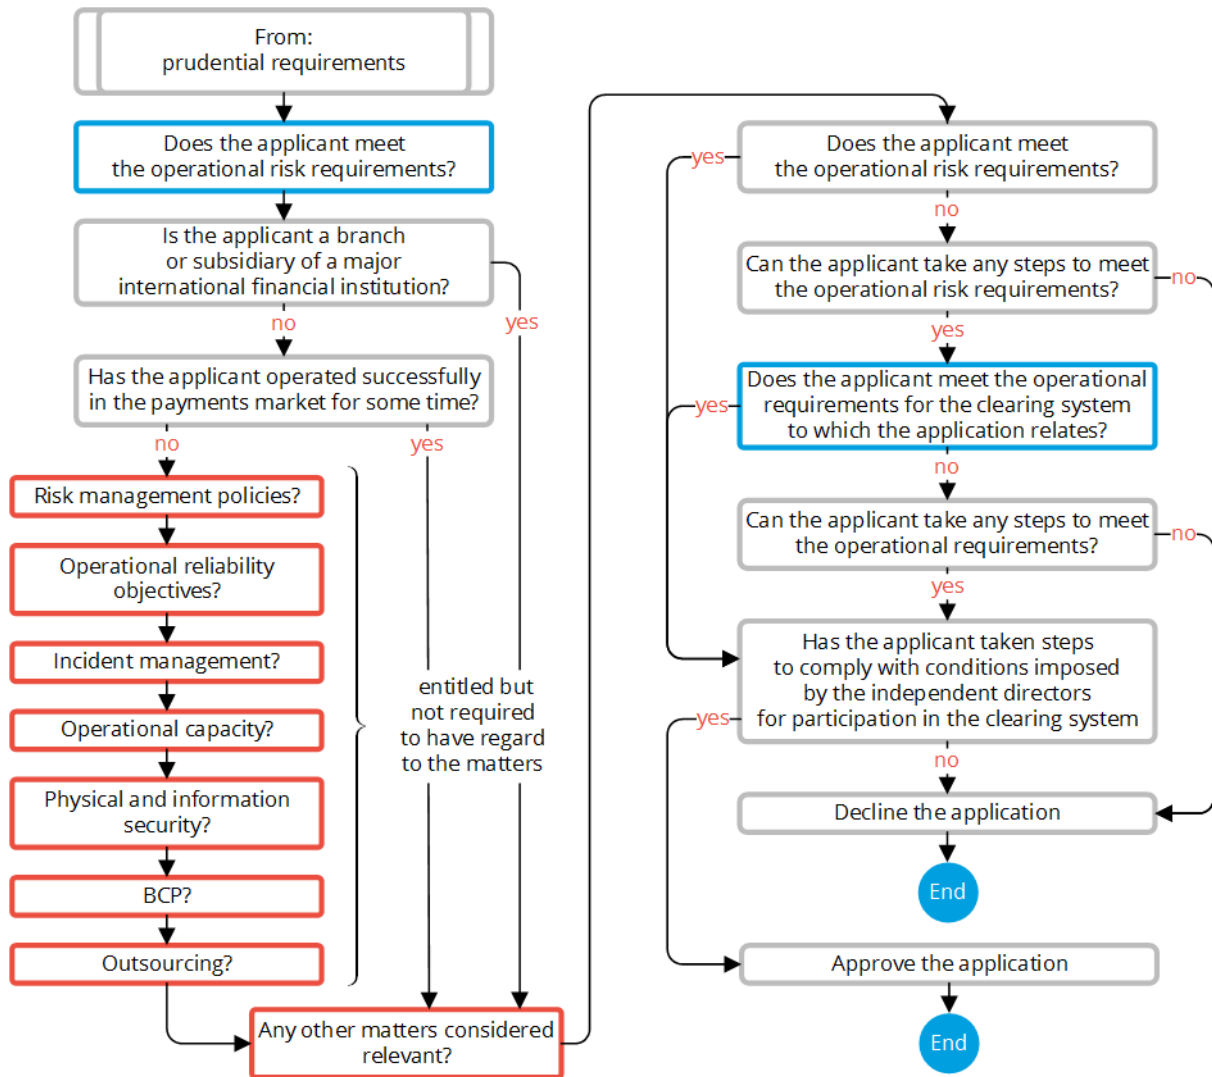 From:
prudential requirements
Does the applicant meet
the operational risk requirements?
Is the applicant a branch
or subsidiary of a major
international financial institution?
no
yes
Has the applicant operated successfully
in the payments market for some time?
no
yes
Risk management policies?
Operational reliability
objectives?
Incident management?
Operational capacity?
Physical and information
security?
BCP?
Outsourcing?
entitled but
not required
to have regard
to the matters
Any other matters considered
relevant?
Does the applicant meet
the operational risk requirements?
yes
no
Can the applicant take any steps to meet
the operational risk requirements?
no
yes
Does the applicant meet the operational
requirements for the clearing system
to which the application relates?
yes
no
Can the applicant take any steps to meet
the operational requirements?
no
yes
Has the applicant taken steps
to comply with conditions imposed
by the independent directors
for participation in the clearing system
yes
no
Decline the application
End
Approve the application
End